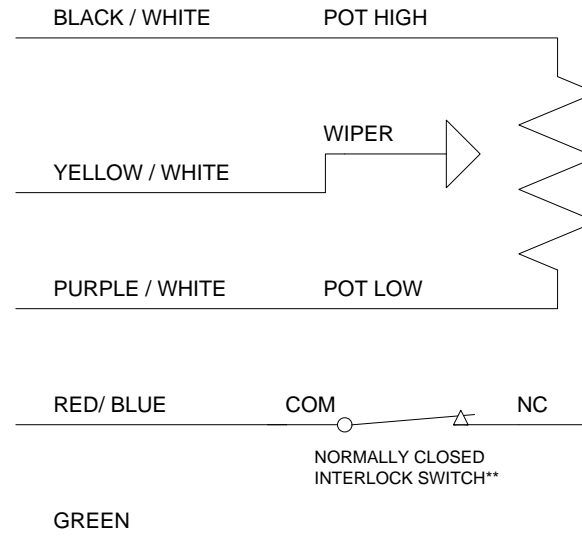 BLACK / WHITE POT HIGH
WIPER
YELLOW / WHITE
PURPLE / WHITE POT LOW
RED/ BLUE COM NC
NORMALLY CLOSED
INTERLOCK SWITCH**
GREEN